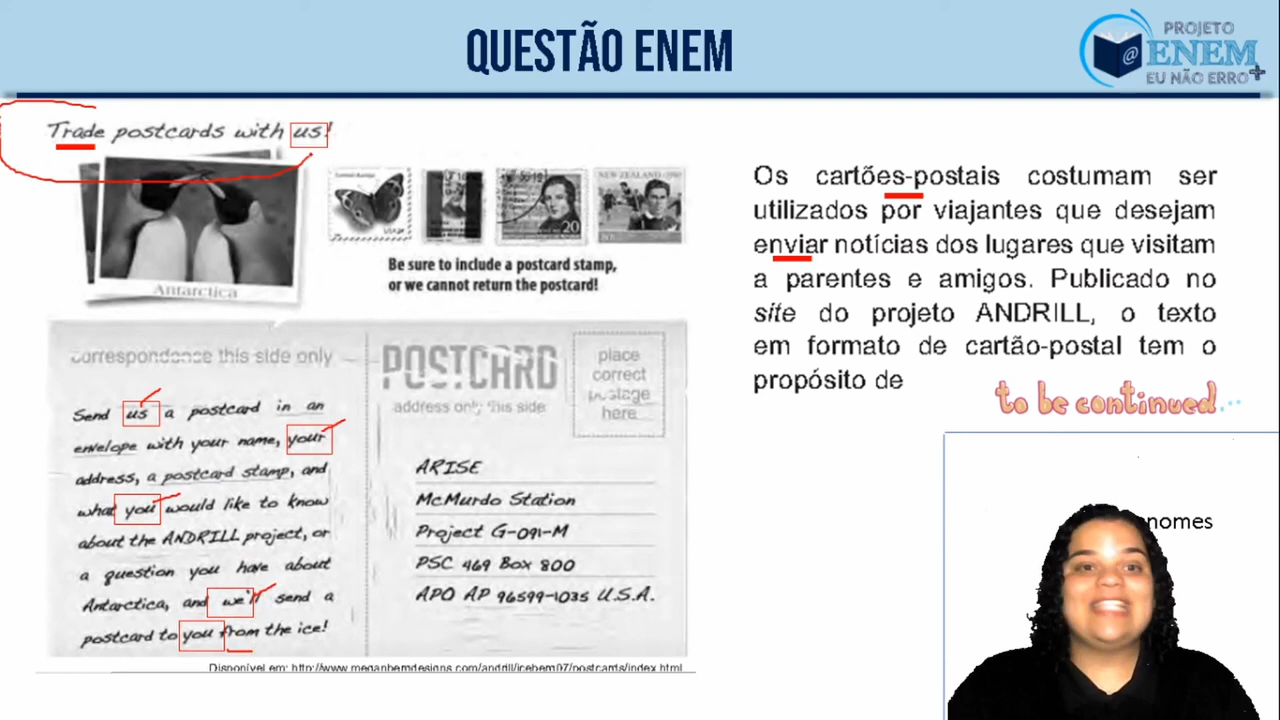 QUESTÃO ENEM
PROJETO
@ENEM
EU NÃO ERRO+
Trade postcards with us!
Antarctica
20
NEW ZEALAND
Be sure to include a postcard stamp,
or we cannot return the postcard!
correspondence this side only
Send us a postcard in an
envelope with your name, your
address, a postcard stamp, and
what you would like to know
about the ANDRILL project, or
a question you have about
Antarctica, and we'll send a
postcard to you from the ice!
POSTCARD
address only this side
place
correct
postage
here
ARISE
McMurdo Station
Project G-091-M
PSC 469 Box 800
APO AP 96599-1035 U.S.A.
Disponível em: http://www.meganbemdesigns.com/andrill/iceberg07/postcards/index.html
Os cartões-postais costumam ser
utilizados por viajantes que desejam
enviar notícias dos lugares que visitam
a parentes e amigos. Publicado no
site do projeto ANDRILL, o texto
em formato de cartão-postal tem o
propósito de
to be continued...
nomes